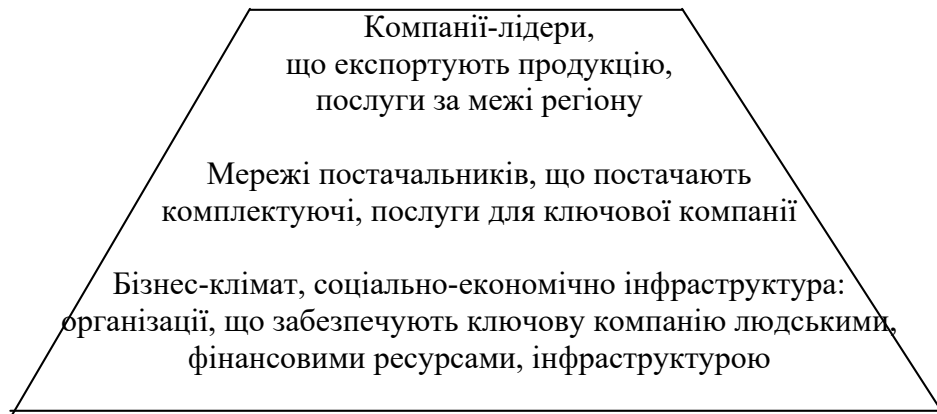 Компанії-лідери,
що експортують продукцію,
послуги за межі регіону
Мережі постачальників, що постачають
комплектуючі, послуги для ключової компанії
Бізнес-клімат, соціально-економічно інфраструктура:
організації, що забезпечують ключову компанію людськими,
фінансовими ресурсами, інфраструктурою